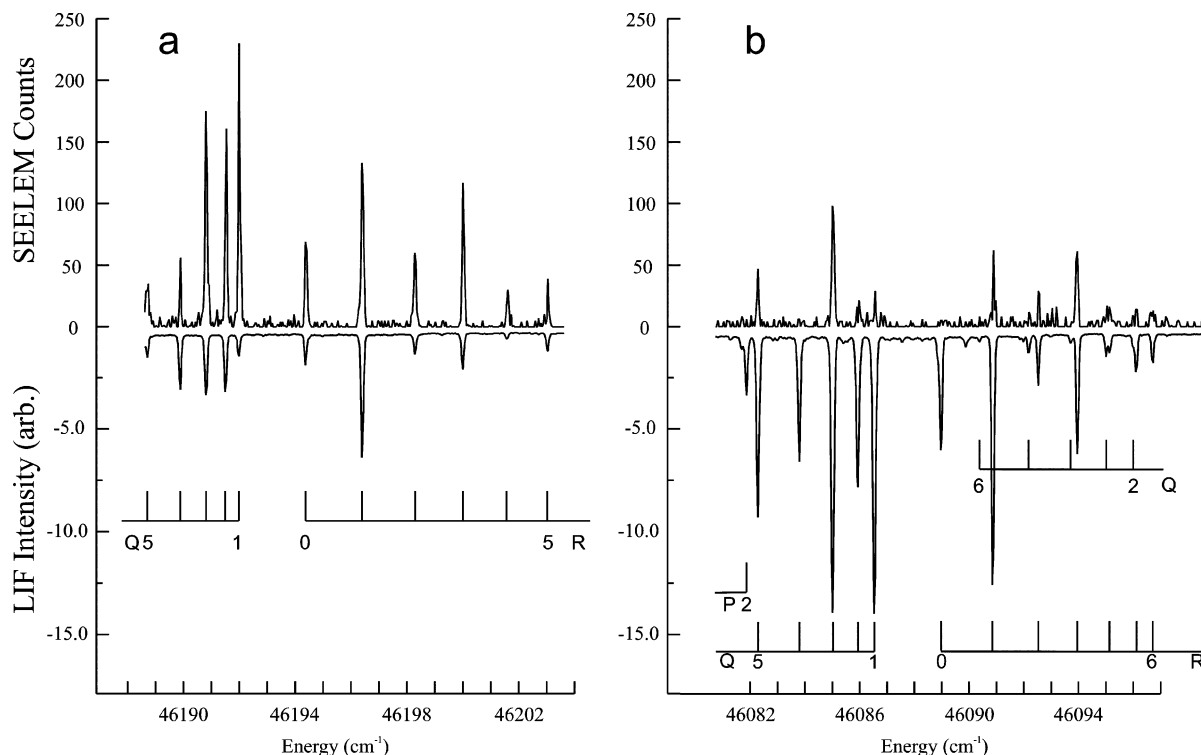 a
SEELEM Counts
250
200
150
100
50
0
LIF Intensity (arb.)
-5.0
-10.0
-15.0
Q 5 1 0 5 R
46190 46194 46198 46202
Energy (cm-1)
b
250
200
150
100
50
0
-5.0
-10.0
-15.0
6 2 Q
P 2
Q 5 1 0 6 R
46082 46086 46090 46094
Energy (cm-1)